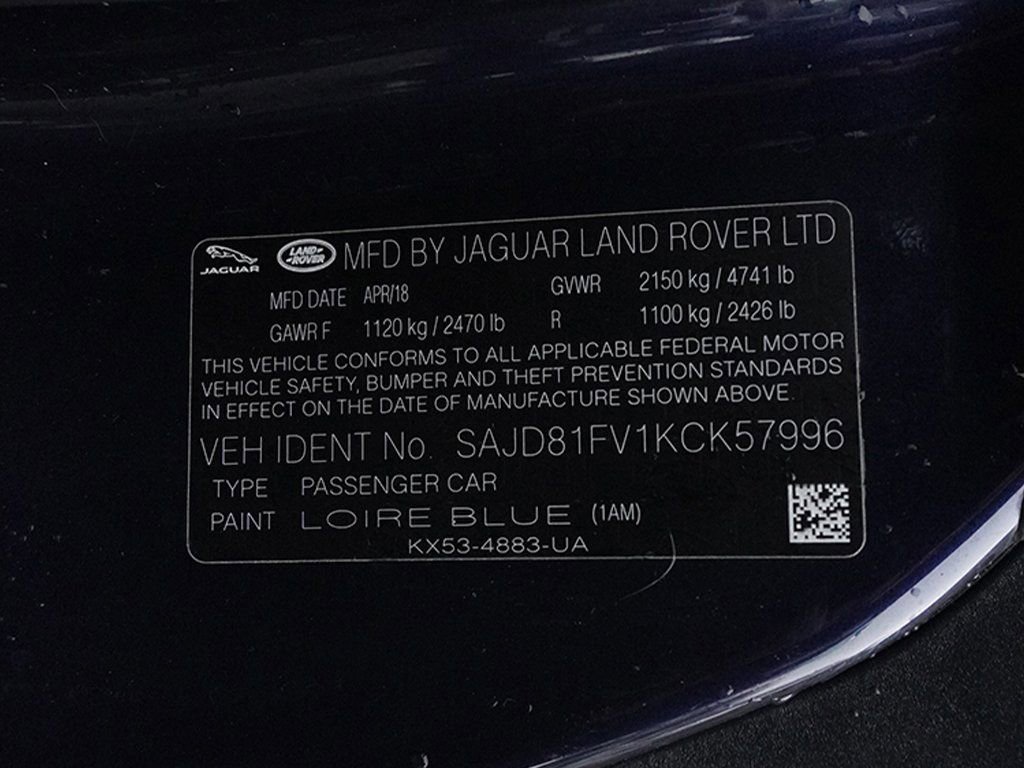 JAGUAR LAND ROVER MFD BY JAGUAR LAND ROVER LTD
MFD DATE APR/18 GVWR 2150 kg / 4741 lb
GAWR F 1120 kg / 2470 lb R 1100 kg / 2426 lb
THIS VEHICLE CONFORMS TO ALL APPLICABLE FEDERAL MOTOR
VEHICLE SAFETY, BUMPER AND THEFT PREVENTION STANDARDS
IN EFFECT ON THE DATE OF MANUFACTURE SHOWN ABOVE.
VEH IDENT No. SAJD81FV1KCK57996
TYPE PASSENGER CAR
PAINT LOIRE BLUE (1AM)
KX53-4883-UA